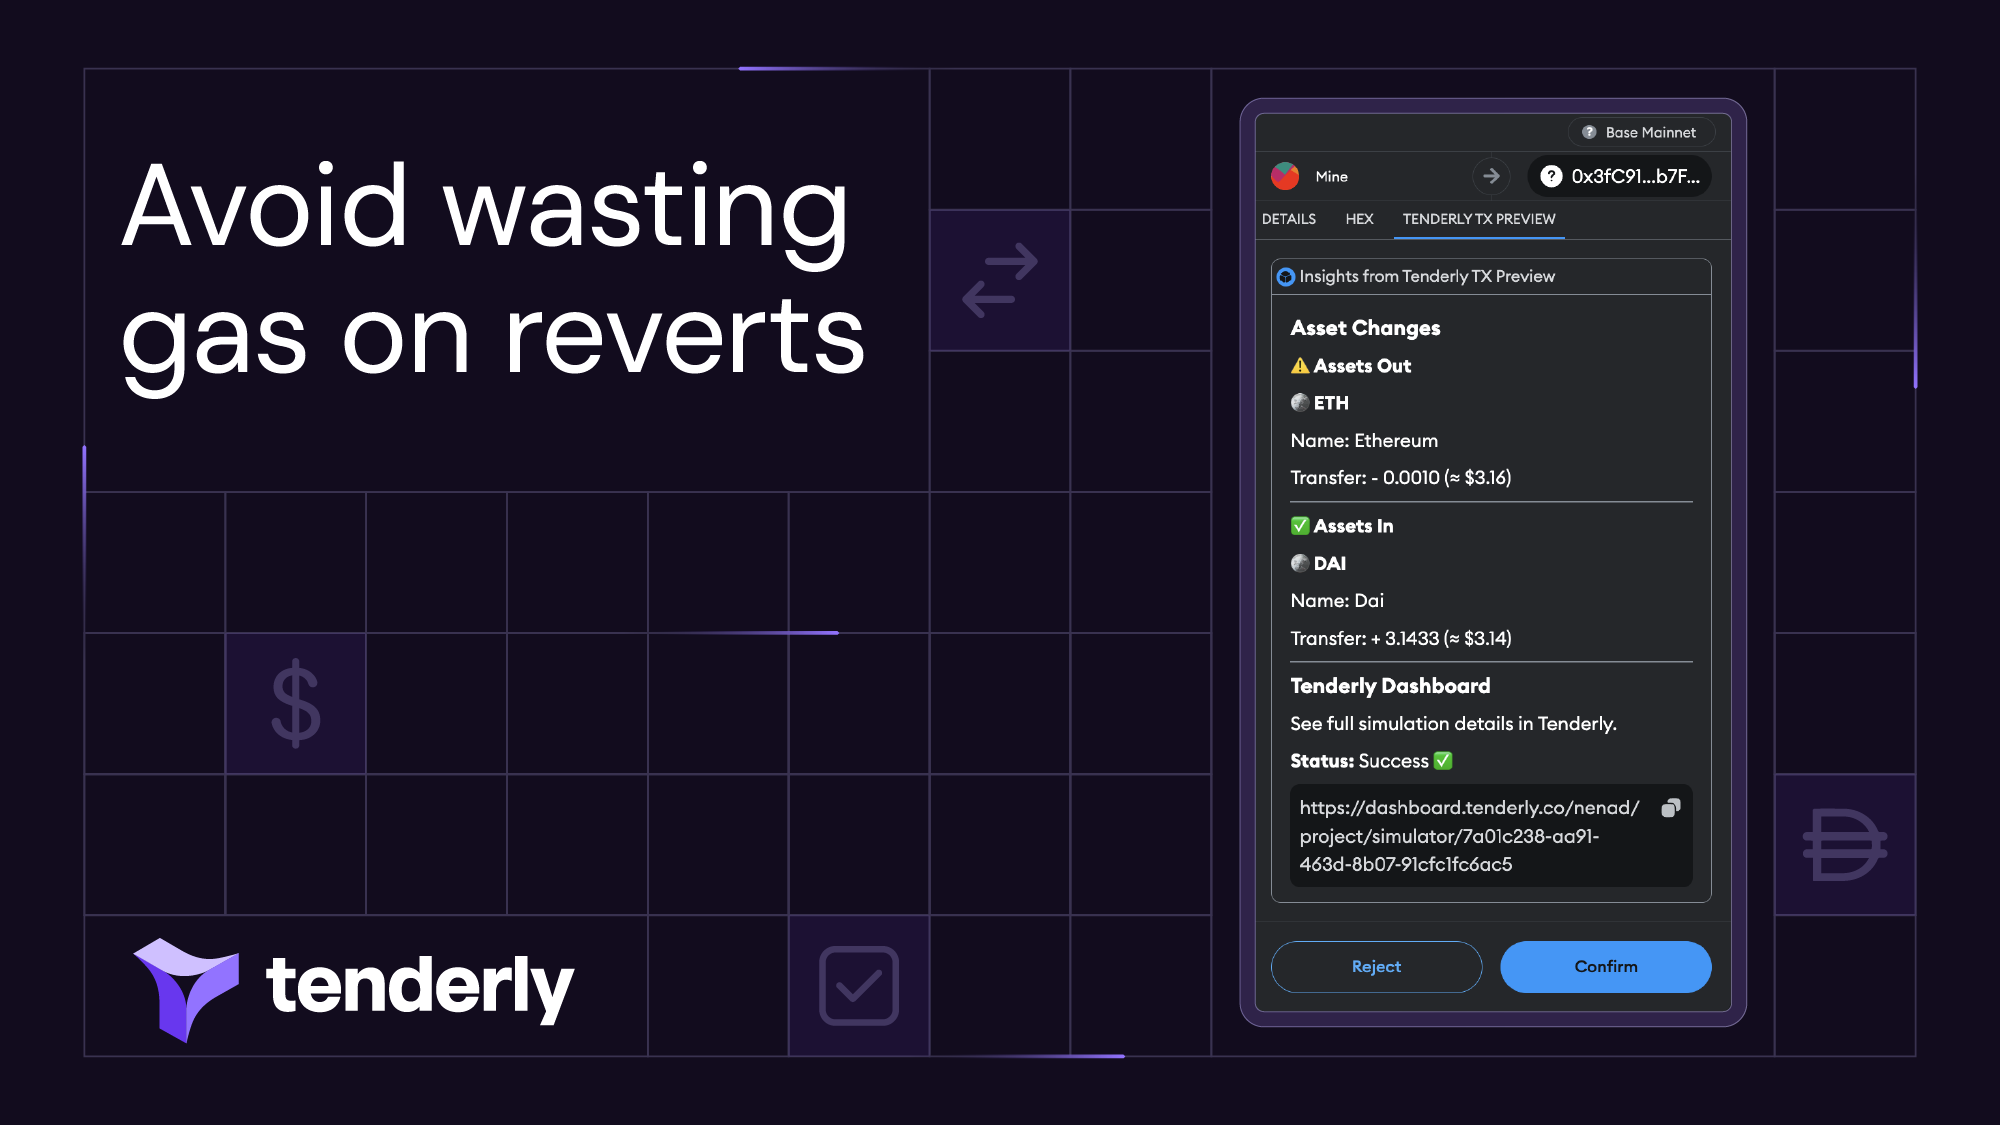 Avoid wasting
gas on reverts
tenderly
Base Mainnet
Mine
0x3fC91...b7F...
DETAILS HEX TENDERLY TX PREVIEW
Insights from Tenderly TX Preview
Asset Changes
⚠️ Assets Out
ETH
Name: Ethereum
Transfer: - 0.0010 (≈ $3.16)
✅ Assets In
DAI
Name: Dai
Transfer: + 3.1433 (≈ $3.14)
Tenderly Dashboard
See full simulation details in Tenderly.
Status: Success ✅
https://dashboard.tenderly.co/nenad/
project/simulator/7a01c238-aa91-
463d-8b07-91cfc1fc6ac5
Reject
Confirm